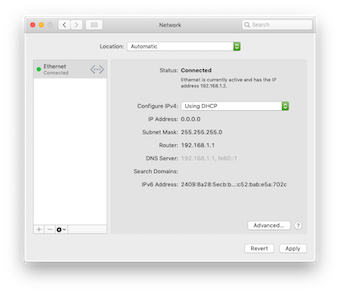 Network
Search
Location: Automatic
Ethernet
Connected
Status: Connected
Ethernet is currently active and has the IP
address 192.168.1.2.
Configure IPv4: Using DHCP
IP Address: 0.0.0.0
Subnet Mask: 255.255.255.0
Router: 192.168.1.1
DNS Server: 192.168.1.1, fe80::1
Search Domains:
IPv6 Address: 2409:8a28:5ecb:b...:c52:bab:e5a:702c
Advanced...
?
Revert
Apply